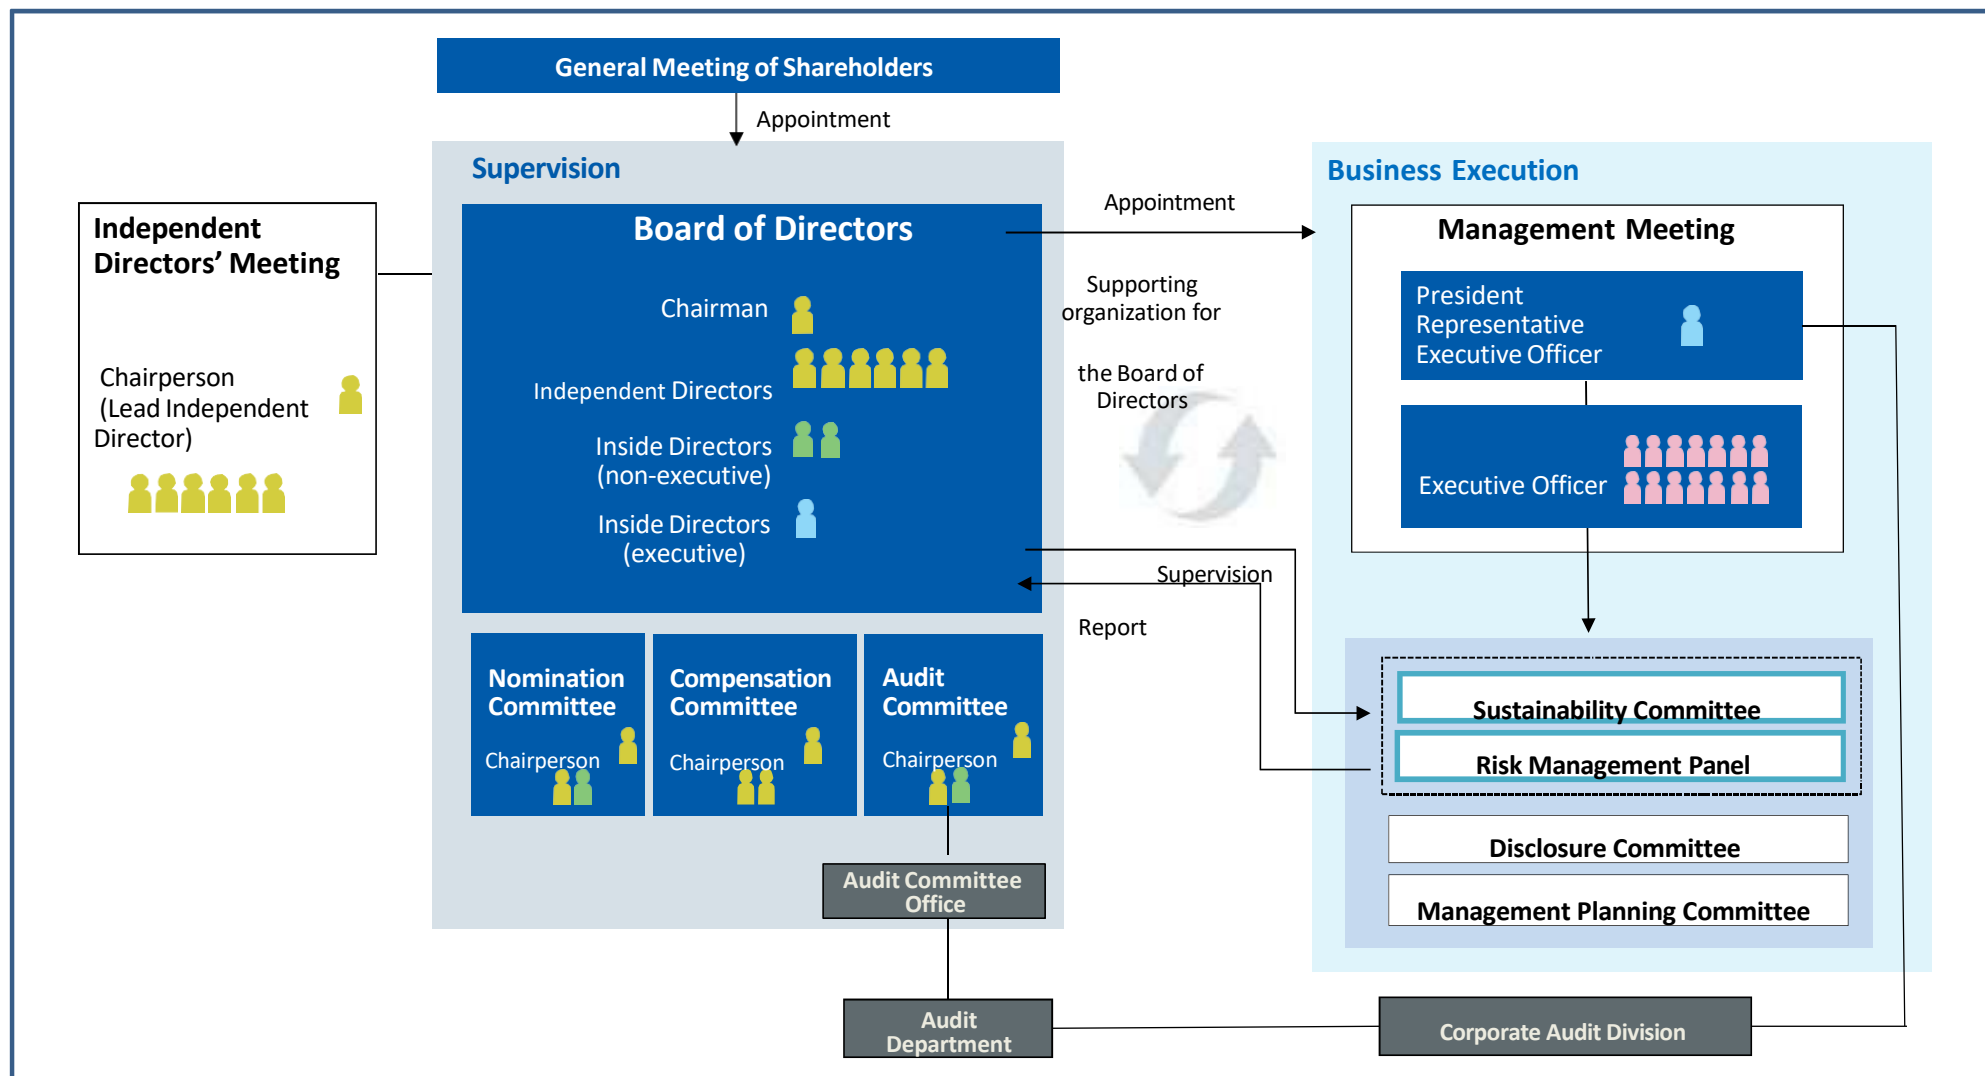 General Meeting of Shareholders
Appointment
Supervision
Independent
Directors’ Meeting
Chairperson
(Lead Independent
Director)
Board of Directors
Chairman
Independent Directors
Inside Directors
(non-executive)
Inside Directors
(executive)
Nomination
Committee
Chairperson
Compensation
Committee
Chairperson
Audit
Committee
Chairperson
Audit Committee
Office
Audit
Department
Appointment
Supporting
organization for
the Board of
Directors
Supervision
Report
Business Execution
Management Meeting
President
Representative
Executive Officer
Executive Officer
Sustainability Committee
Risk Management Panel
Disclosure Committee
Management Planning Committee
Corporate Audit Division